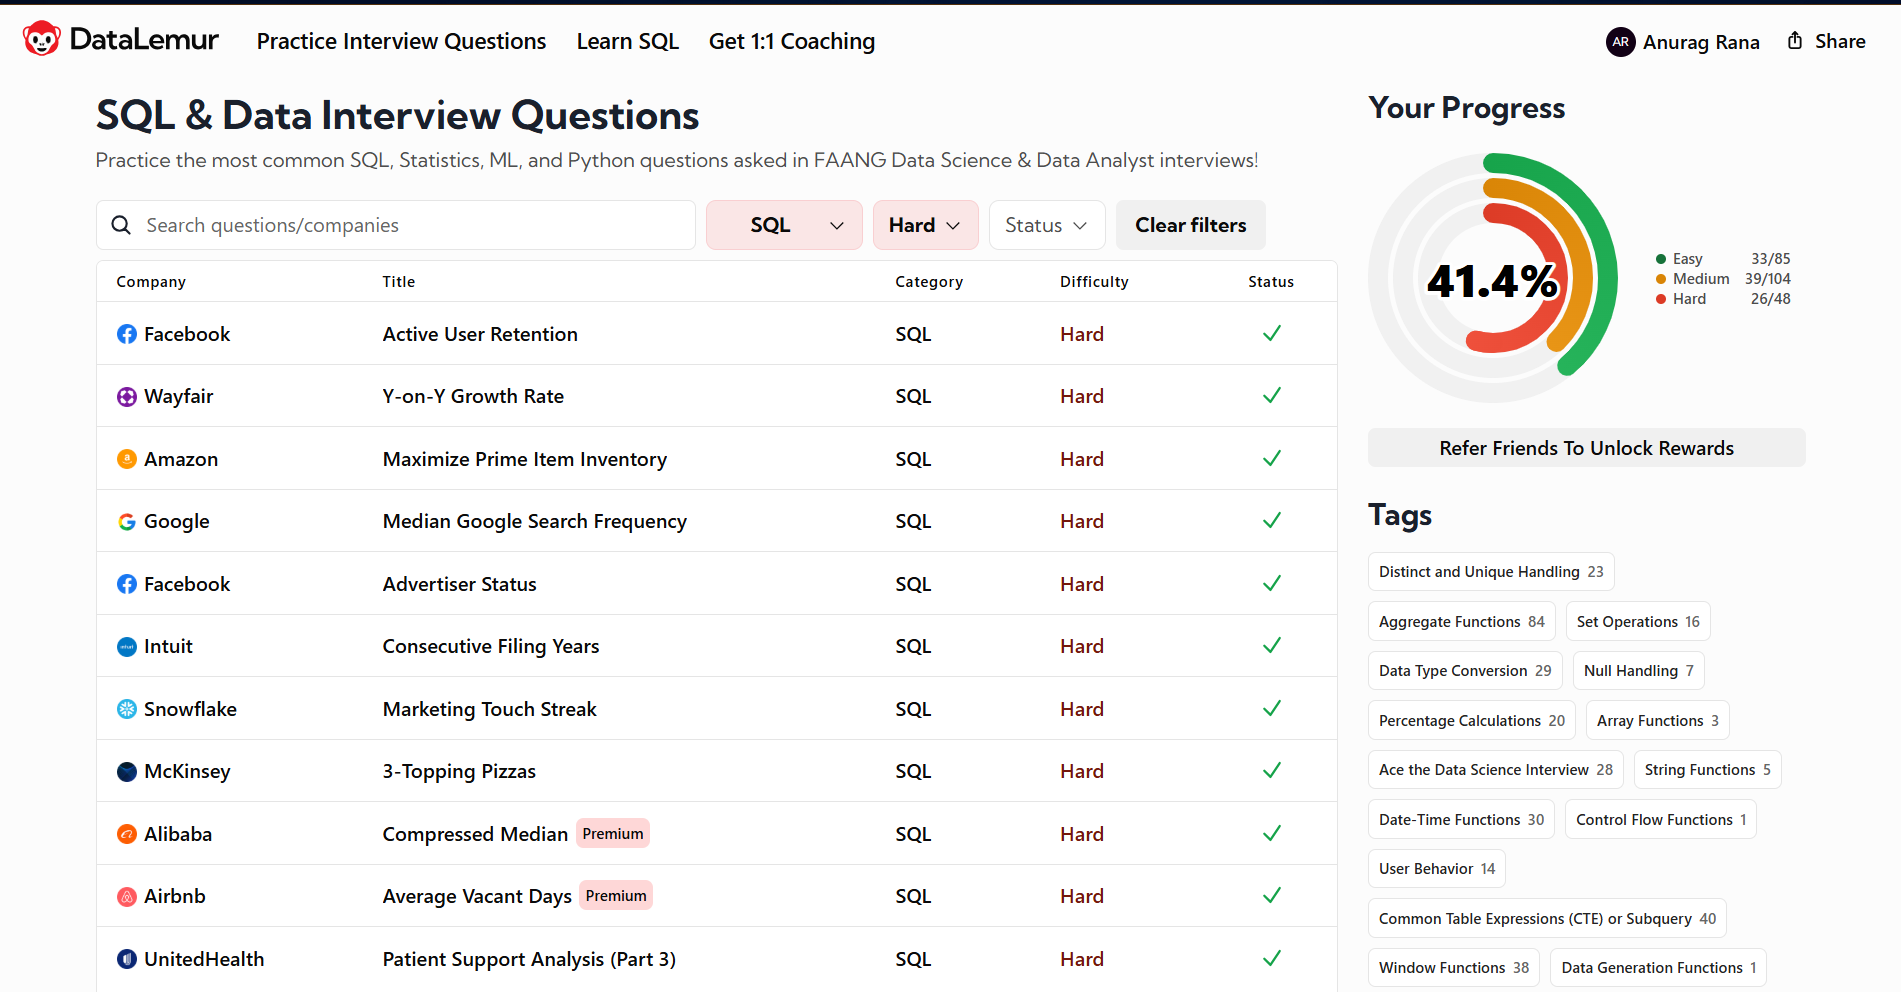 DataLemur Practice Interview Questions Learn SQL Get 1:1 Coaching AR Anurag Rana Share
SQL & Data Interview Questions
Practice the most common SQL, Statistics, ML, and Python questions asked in FAANG Data Science & Data Analyst interviews!
Search questions/companies SQL Hard Status Clear filters
Company Title Category Difficulty Status
Facebook Active User Retention SQL Hard
Wayfair Y-on-Y Growth Rate SQL Hard
Amazon Maximize Prime Item Inventory SQL Hard
Google Median Google Search Frequency SQL Hard
Facebook Advertiser Status SQL Hard
intuit Intuit Consecutive Filing Years SQL Hard
Snowflake Marketing Touch Streak SQL Hard
McKinsey 3-Topping Pizzas SQL Hard
Alibaba Compressed Median Premium SQL Hard
Airbnb Average Vacant Days Premium SQL Hard
UnitedHealth Patient Support Analysis (Part 3) SQL Hard
Your Progress
41.4%
Easy 33/85
Medium 39/104
Hard 26/48
Refer Friends To Unlock Rewards
Tags
Distinct and Unique Handling 23
Aggregate Functions 84 Set Operations 16
Data Type Conversion 29 Null Handling 7
Percentage Calculations 20 Array Functions 3
Ace the Data Science Interview 28 String Functions 5
Date-Time Functions 30 Control Flow Functions 1
User Behavior 14
Common Table Expressions (CTE) or Subquery 40
Window Functions 38 Data Generation Functions 1